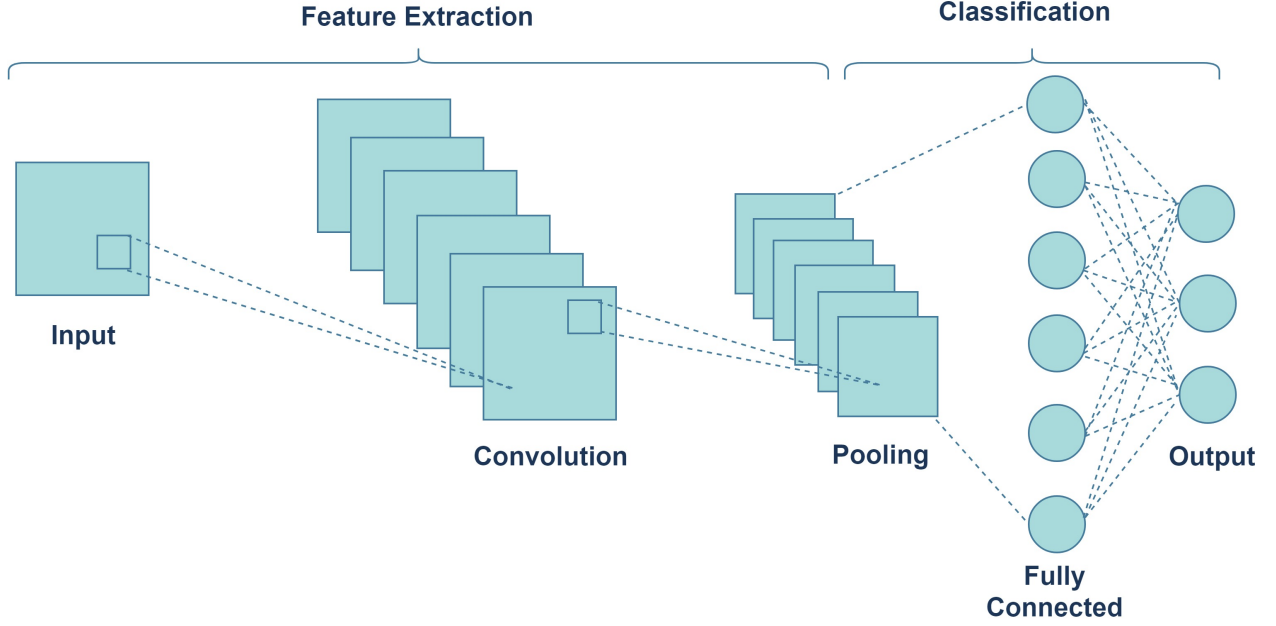 Feature Extraction
Classification
Input
Convolution
Pooling
Output
Fully
Connected